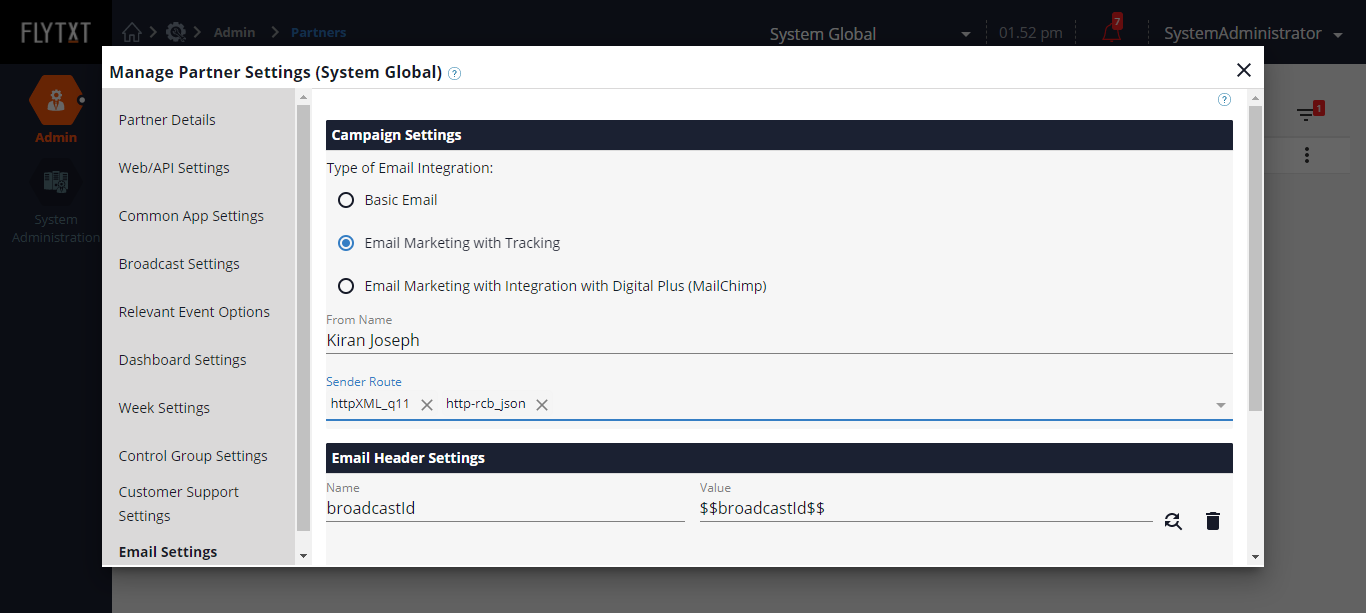 FLYTXT
Admin
Partners
System Global
01.52 pm
7
SystemAdministrator
Manage Partner Settings (System Global) ?
Admin
System
Administration
Partner Details
Web/API Settings
Common App Settings
Broadcast Settings
Relevant Event Options
Dashboard Settings
Week Settings
Control Group Settings
Customer Support
Settings
Email Settings
?
1
Campaign Settings
Type of Email Integration:
Basic Email
Email Marketing with Tracking
Email Marketing with Integration with Digital Plus (MailChimp)
From Name
Kiran Joseph
Sender Route
httpXML_q11 http-rcb_json
Email Header Settings
Name Value
broadcastId $$broadcastId$$